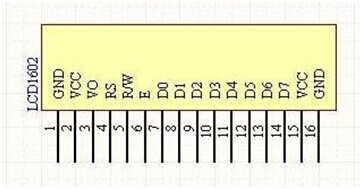 LCD1602
GND VCC VO RS R/W E D0 D1 D2 D3 D4 D5 D6 D7 VCC GND
1 2 3 4 5 6 7 8 9 10 11 12 13 14 15 16